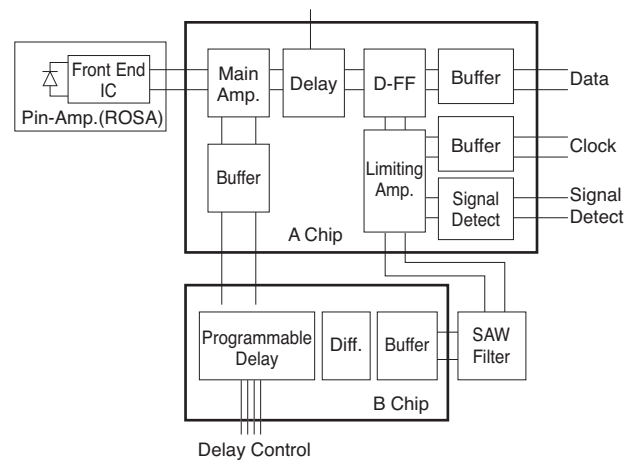 Front End
IC
Pin-Amp.(ROSA)
Main
Amp.
Delay
D-FF
Buffer
Data
Buffer
Limiting
Amp.
Buffer
Clock
Signal
Detect
Signal
Detect
A Chip
Programmable
Delay
Diff.
Buffer
SAW
Filter
B Chip
Delay Control